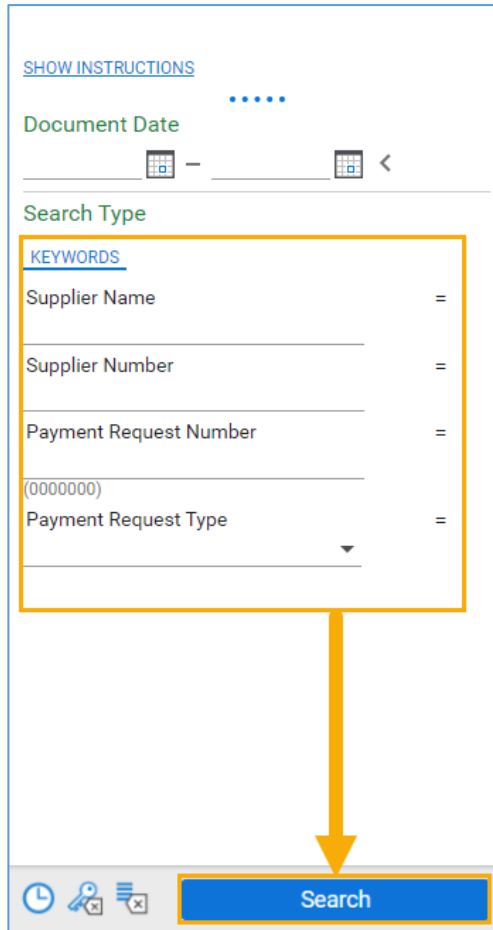 SHOW INSTRUCTIONS
Document Date
–
Search Type
KEYWORDS
Supplier Name =
Supplier Number =
Payment Request Number =
(0000000)
Payment Request Type =
Search